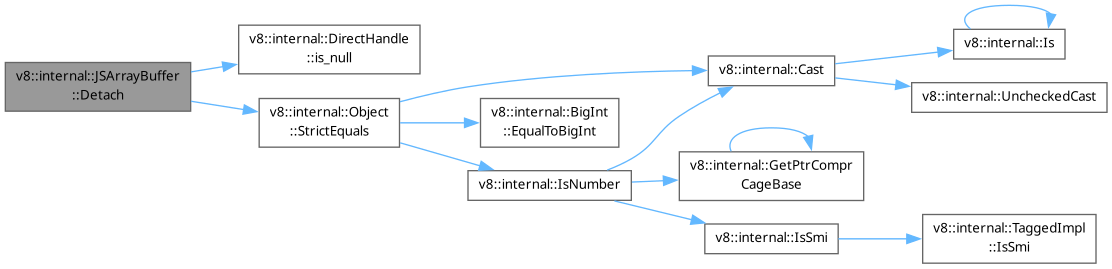 v8::internal::JSArrayBuffer
::Detach
v8::internal::DirectHandle
::is_null
v8::internal::Object
::StrictEquals
v8::internal::BigInt
::EqualToBigInt
v8::internal::IsNumber
v8::internal::Cast
v8::internal::GetPtrCompr
CageBase
v8::internal::IsSmi
v8::internal::Is
v8::internal::UncheckedCast
v8::internal::TaggedImpl
::IsSmi